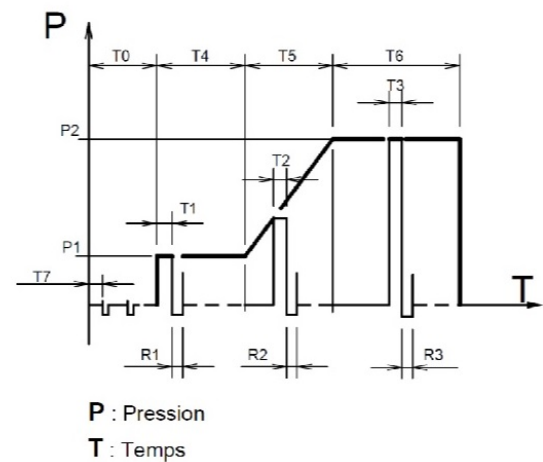 P
T0 T4 T5 T6
T3
P2
T2
T1
P1
T7
T
R1 R2 R3
P : Pression
T : Temps